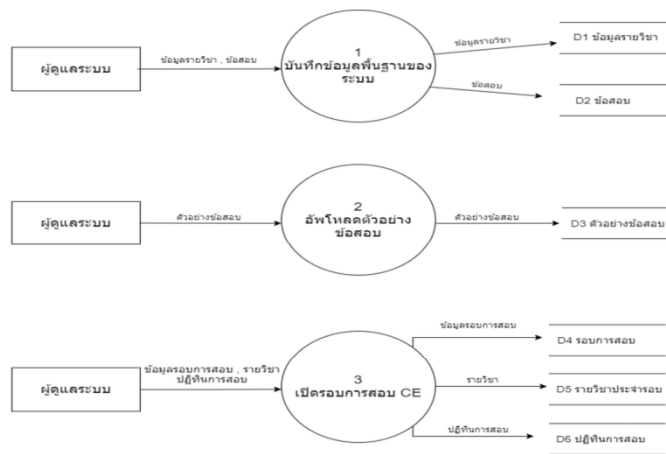 1
บันทึกข้อมูลพื้นฐานของ
ระบบ
ผู้ดูแลระบบ
ข้อมูลรายวิชา , ข้อสอบ
ข้อมูลรายวิชา
D1 ข้อมูลรายวิชา
ข้อสอบ
D2 ข้อสอบ
ผู้ดูแลระบบ
ตัวอย่างข้อสอบ
2
อัพโหลดตัวอย่าง
ข้อสอบ
ตัวอย่างข้อสอบ
D3 ตัวอย่างข้อสอบ
ผู้ดูแลระบบ
ข้อมูลรอบการสอบ , รายวิชา
ปฏิทินการสอบ
3
เปิดรอบการสอบ CE
ข้อมูลรอบการสอบ
D4 รอบการสอบ
รายวิชา
D5 รายวิชาประจำรอบ
ปฏิทินการสอบ
D6 ปฏิทินการสอบ